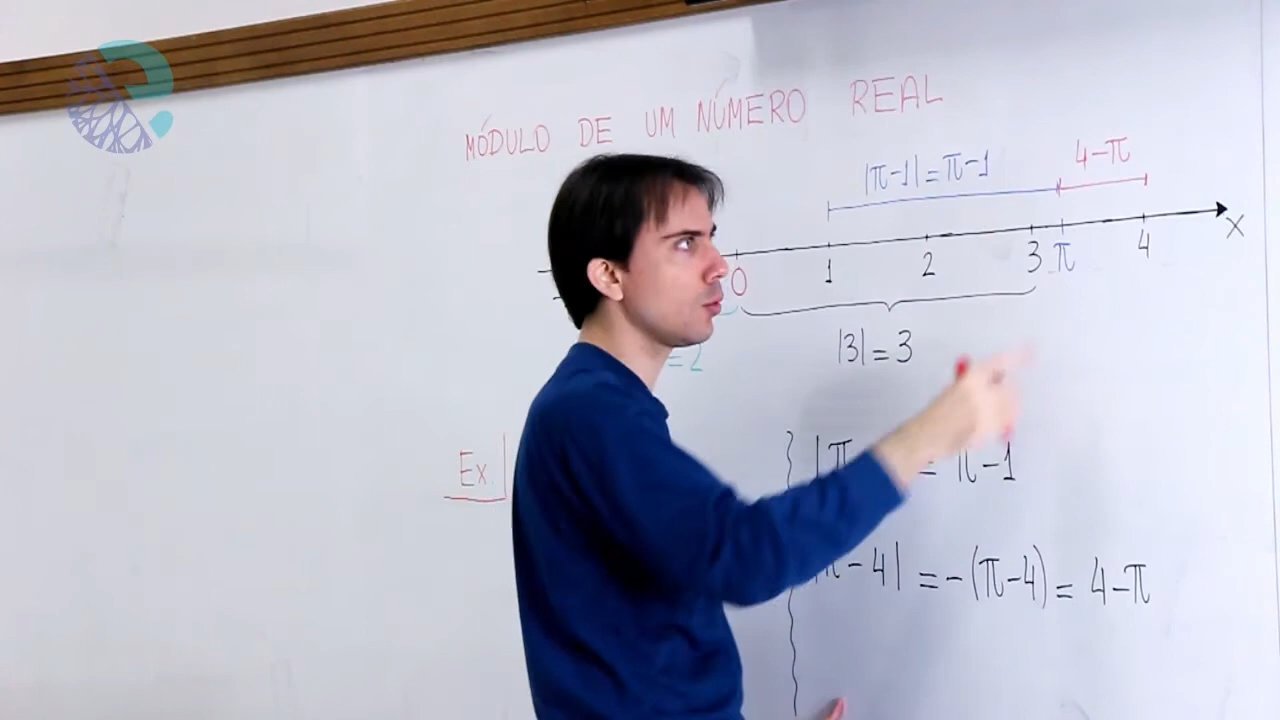 MÓDULO DE UM NÚMERO REAL
|π-1|=π-1
4-π
0 1 2 3 π 4 X
=2
|3|=3
Ex.
|π = π-1
π-4| =-(π-4)= 4-π